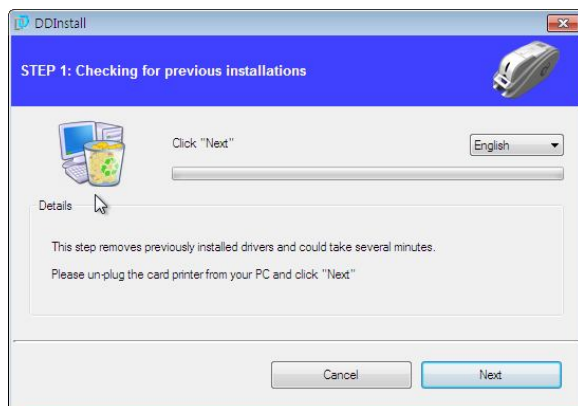 DDInstall
STEP 1: Checking for previous installations
Click "Next"
English
Details
This step removes previously installed drivers and could take several minutes.
Please un-plug the card printer from your PC and click "Next"
Cancel
Next